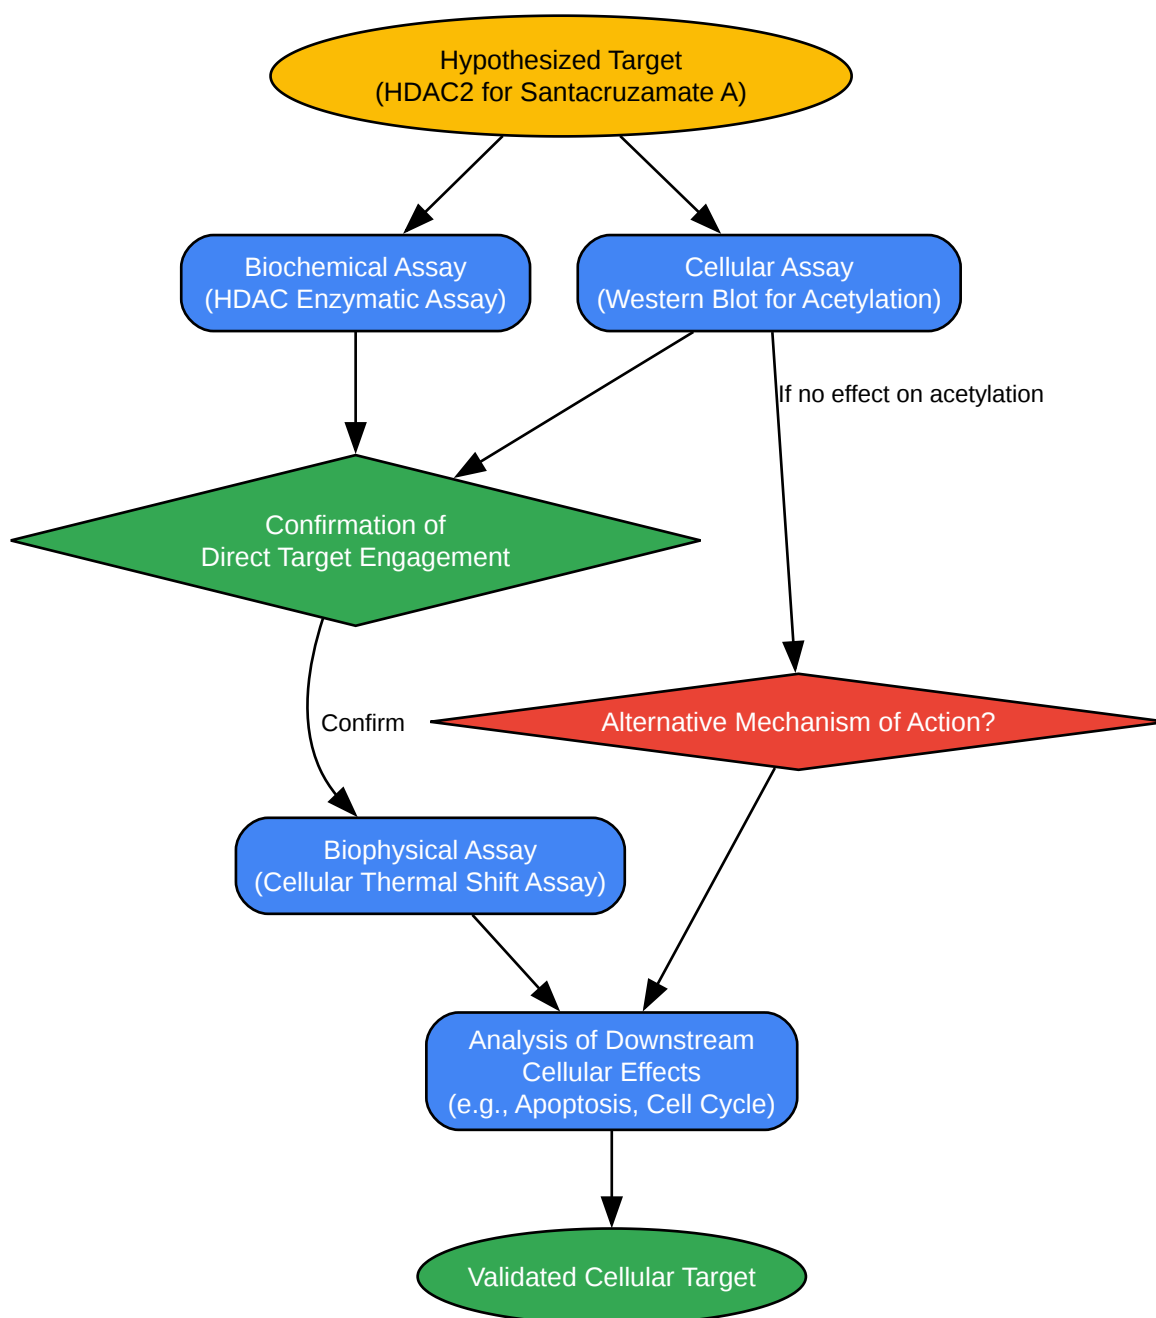 Hypothesized Target
(HDAC2 for Santacruzamate A)
Biochemical Assay
(HDAC Enzymatic Assay)
Cellular Assay
(Western Blot for Acetylation)
If no effect on acetylation
Confirmation of
Direct Target Engagement
Confirm
Alternative Mechanism of Action?
Biophysical Assay
(Cellular Thermal Shift Assay)
Analysis of Downstream
Cellular Effects
(e.g., Apoptosis, Cell Cycle)
Validated Cellular Target